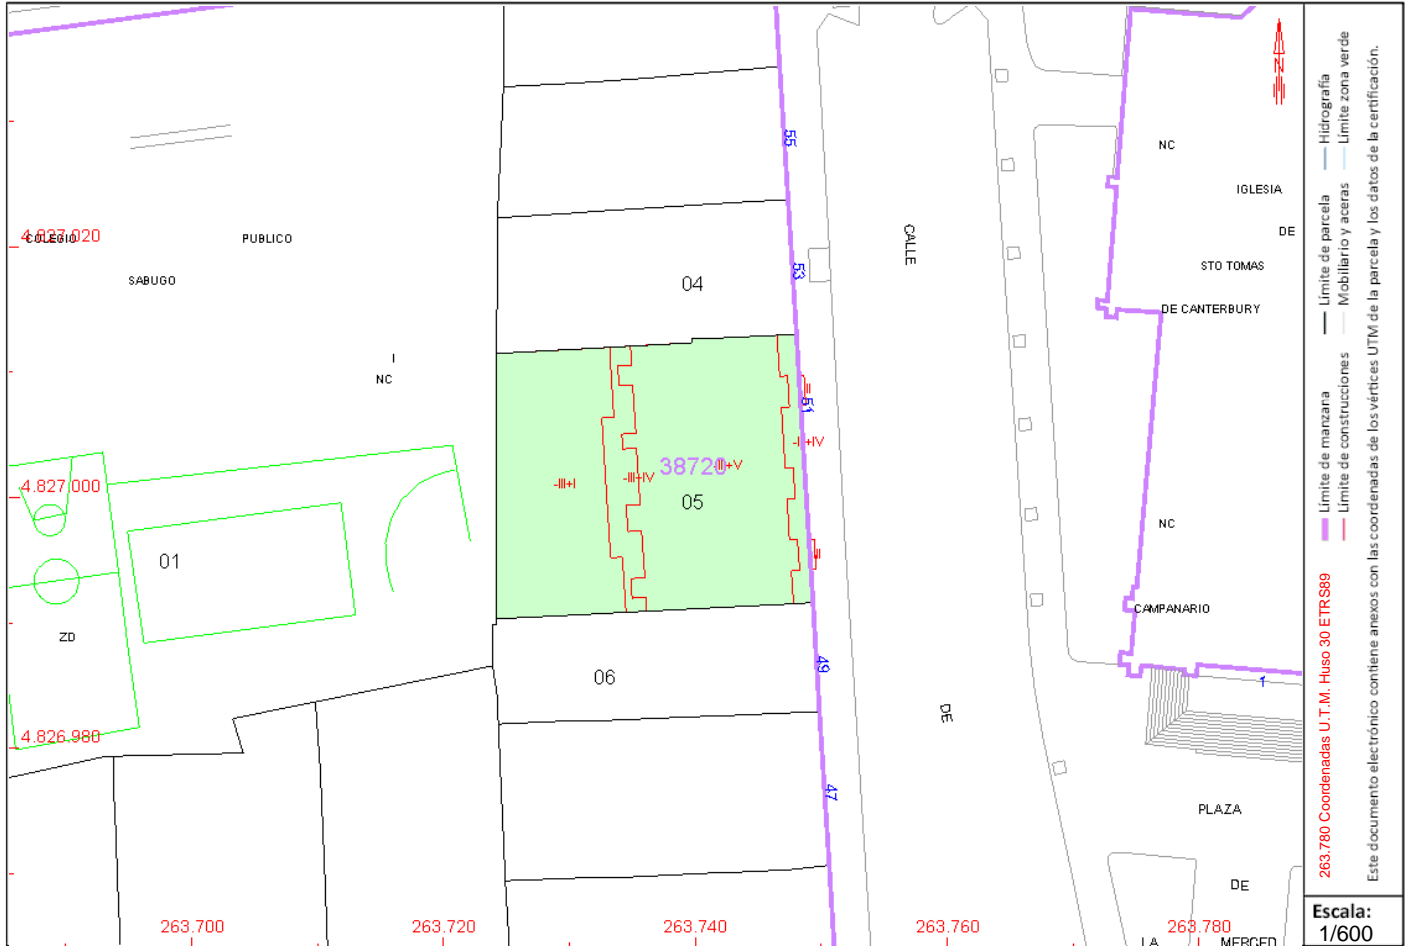 55
NC
IGLESIA
DE
STO TOMAS
DE CANTERBURY
4.827.020
COLEGIO
PUBLICO
SABUGO
CALLE
53
04
I
NC
II
51
-II+IV
38720
-III+I
-III+IV
-II+V
4.827.000
05
01
NC
II
CAMPANARIO
ZD
49
06
1
DE
4.826.980
47
PLAZA
DE
LA
MERCED
263.700
263.720
263.740
263.760
263.780
N
Límite de manzana
Límite de parcela
Hidrografía
Límite de construcciones
Mobiliario y aceras
Límite zona verde
263.780 Coordenadas U.T.M. Huso 30 ETRS89
Este documento electrónico contiene anexos con las coordenadas de los vértices UTM de la parcela y los datos de la certificación.
Escala:
1/600